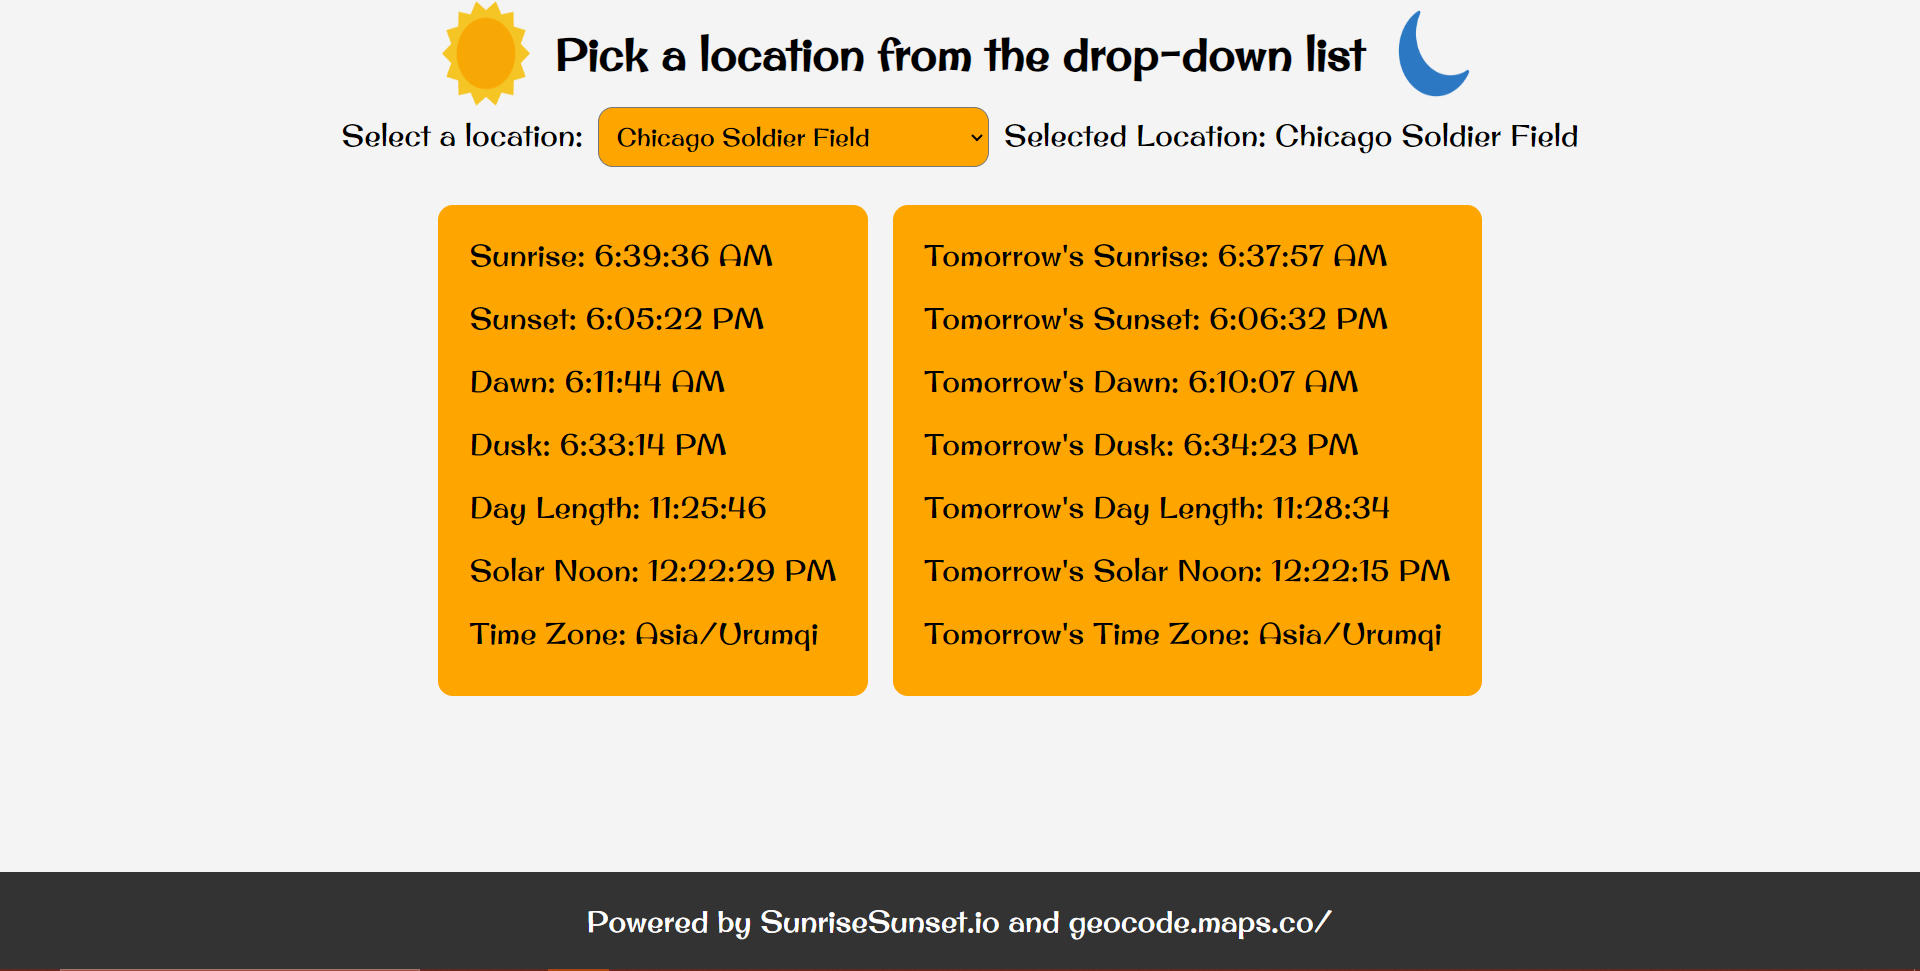 Pick a location from the drop-down list
Select a location: Chicago Soldier Field Selected Location: Chicago Soldier Field
Sunrise: 6:39:36 AM
Sunset: 6:05:22 PM
Dawn: 6:11:44 AM
Dusk: 6:33:14 PM
Day Length: 11:25:46
Solar Noon: 12:22:29 PM
Time Zone: Asia/Urumqi
Tomorrow's Sunrise: 6:37:57 AM
Tomorrow's Sunset: 6:06:32 PM
Tomorrow's Dawn: 6:10:07 AM
Tomorrow's Dusk: 6:34:23 PM
Tomorrow's Day Length: 11:28:34
Tomorrow's Solar Noon: 12:22:15 PM
Tomorrow's Time Zone: Asia/Urumqi
Powered by SunriseSunset.io and geocode.maps.co/